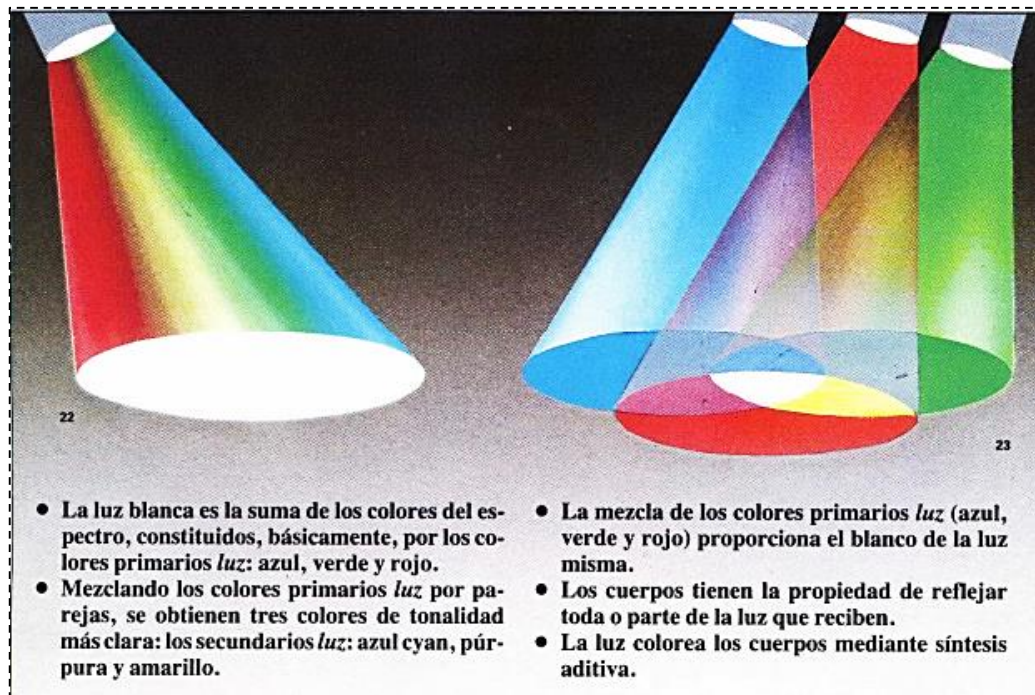 22
23
● La luz blanca es la suma de los colores del es-
pectro, constituidos, básicamente, por los co-
lores primarios luz: azul, verde y rojo.
● Mezclando los colores primarios luz por pa-
rejas, se obtienen tres colores de tonalidad
más clara: los secundarios luz: azul cyan, púr-
pura y amarillo.
● La mezcla de los colores primarios luz (azul,
verde y rojo) proporciona el blanco de la luz
misma.
● Los cuerpos tienen la propiedad de reflejar
toda o parte de la luz que reciben.
● La luz colorea los cuerpos mediante síntesis
aditiva.